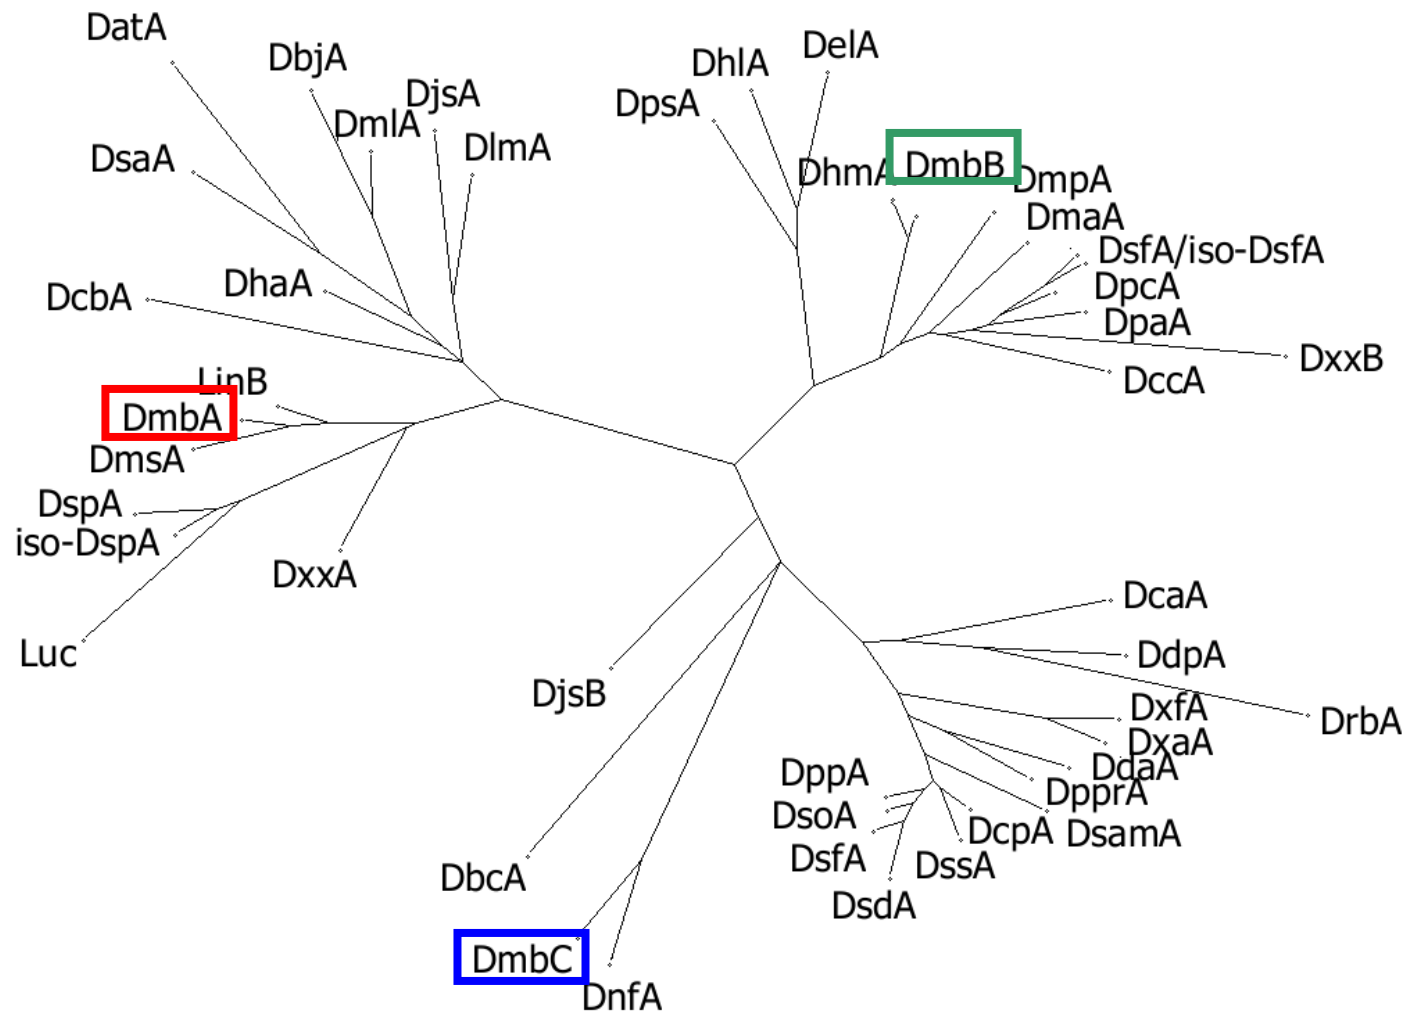 DatA
DbjA
DjsA
DmlA
DlmA
DsaA
DhaA
DcbA
LinB
DmbA
DmsA
DspA
iso-DspA
DxxA
Luc
DelA
DhlA
DpsA
DhmA
DmbB
DmpA
DmaA
DsfA/iso-DsfA
DpcA
DpaA
DxxB
DccA
DcaA
DdpA
DrbA
DxfA
DxaA
DdaA
DpprA
DsamA
DcpA
DssA
DppA
DsoA
DsfA
DsdA
DjsB
DbcA
DmbC
DnfA